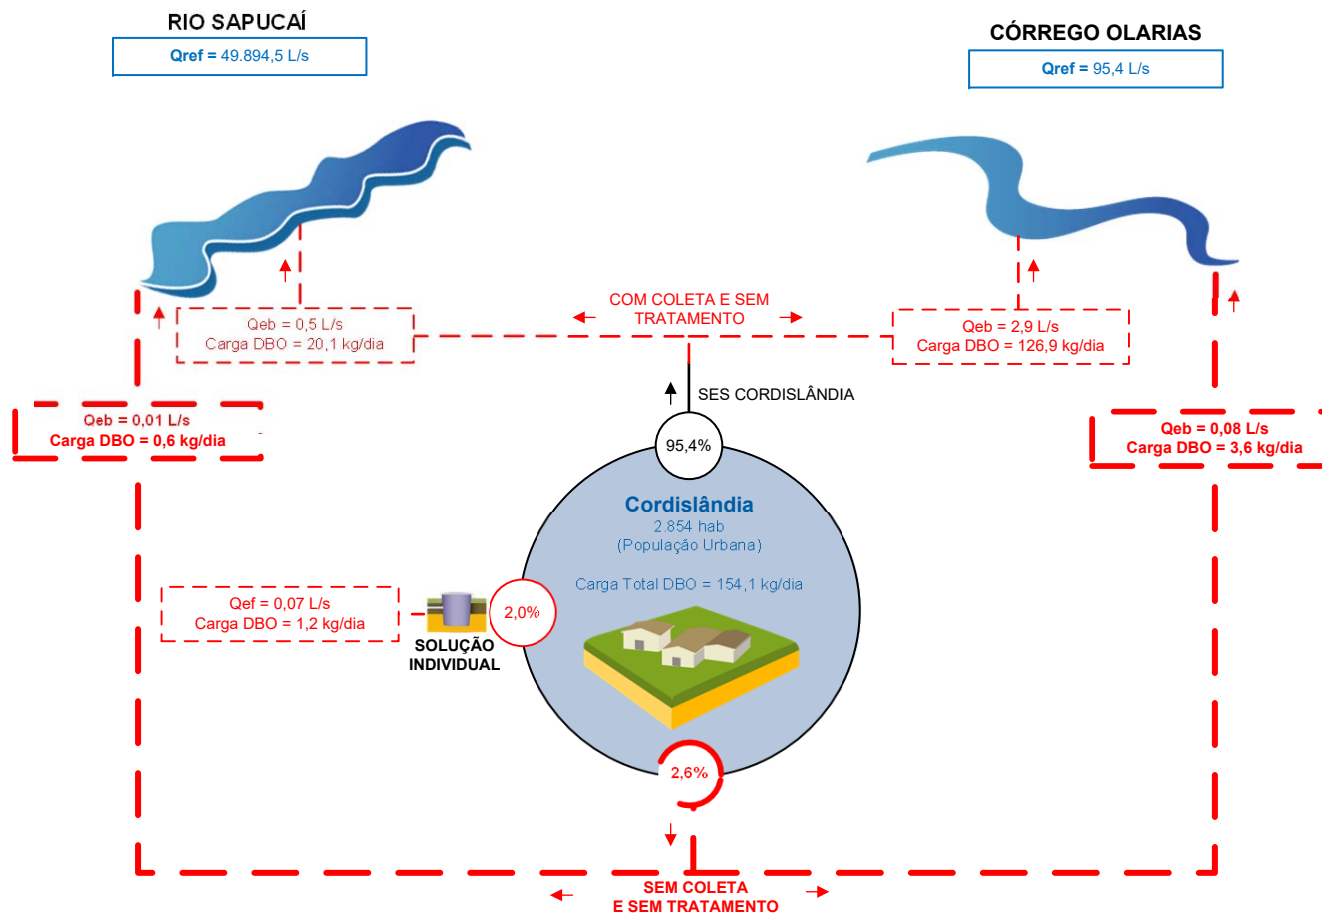 RIO SAPUCAÍ
Qref = 49.894,5 L/s
CÓRREGO OLARIAS
Qref = 95,4 L/s
COM COLETA E SEM
TRATAMENTO
Qeb = 0,5 L/s
Carga DBO = 20,1 kg/dia
Qeb = 2,9 L/s
Carga DBO = 126,9 kg/dia
SES CORDISLÂNDIA
Qeb = 0,01 L/s
Carga DBO = 0,6 kg/dia
95,4%
Qeb = 0,08 L/s
Carga DBO = 3,6 kg/dia
Cordislândia
2.854 hab
(População Urbana)
Carga Total DBO = 154,1 kg/dia
Qef = 0,07 L/s
Carga DBO = 1,2 kg/dia
2,0%
SOLUÇÃO
INDIVIDUAL
2,6%
SEM COLETA
E SEM TRATAMENTO